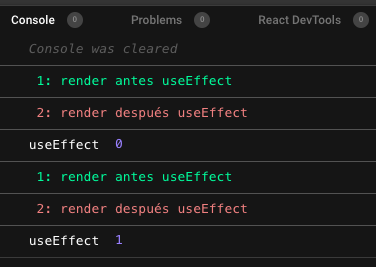 Console 0 Problems 0 React DevTools 0
Console was cleared
1: render antes useEffect
2: render después useEffect
useEffect 0
1: render antes useEffect
2: render después useEffect
useEffect 1